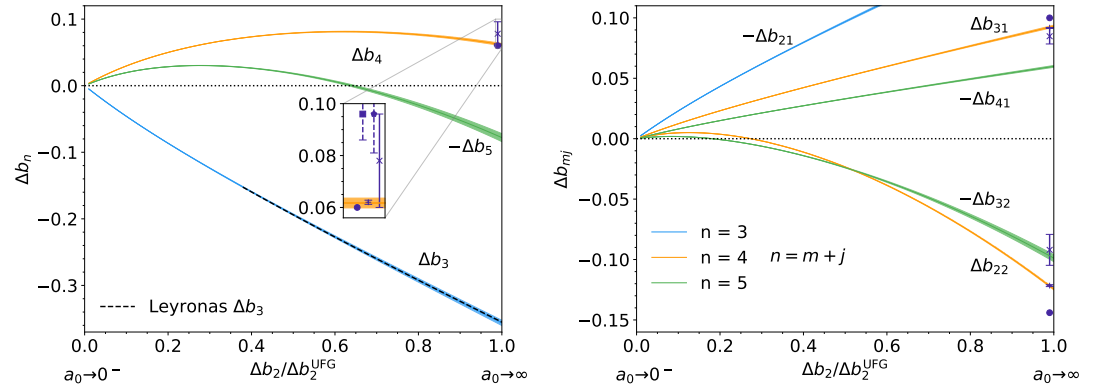 0.1
0.0
−0.1
−0.2
−0.3
Δb_n
Δb_4
−Δb_5
Δb_3
0.10
0.08
0.06
Leyronas Δb_3
0.0 0.2 0.4 0.6 0.8 1.0
a_0→0^− Δb_2/Δb_2^UFG a_0→∞
0.10
0.05
0.00
−0.05
−0.10
−0.15
Δb_mj
−Δb_21
Δb_31
−Δb_41
−Δb_32
Δb_22
n = 3
n = 4 n = m + j
n = 5
0.0 0.2 0.4 0.6 0.8 1.0
a_0→0^− Δb_2/Δb_2^UFG a_0→∞